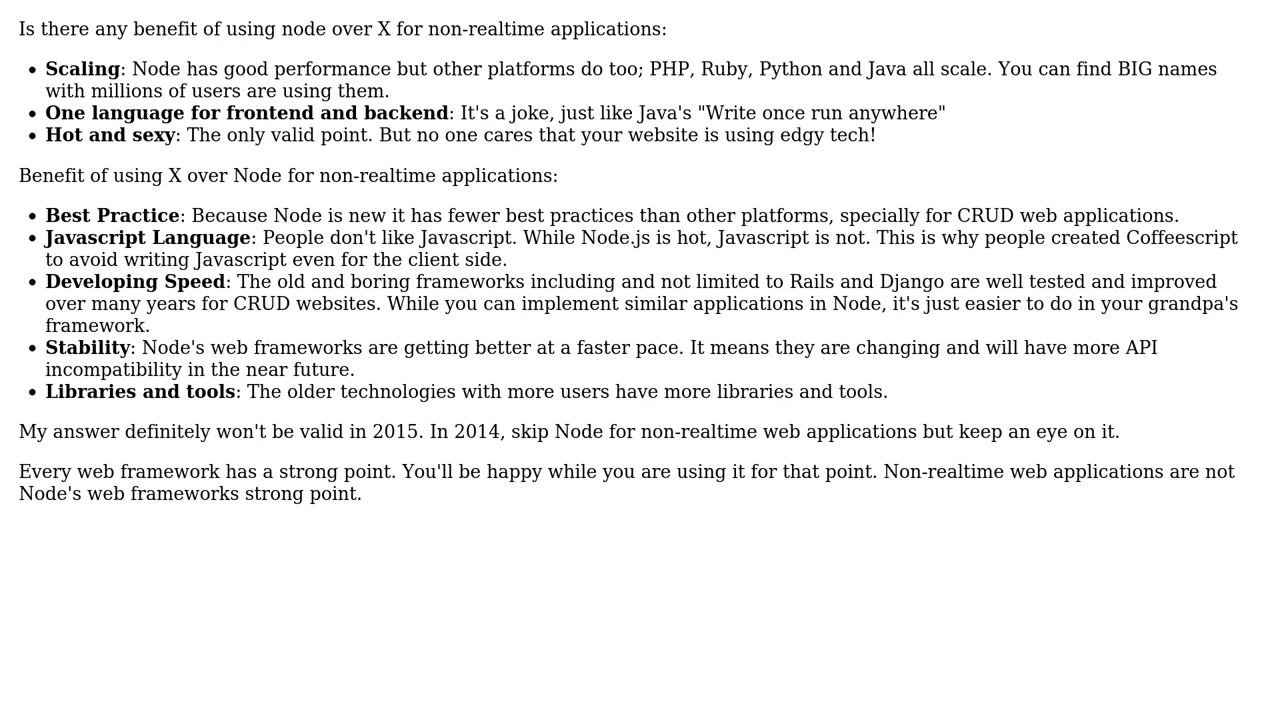 Is there any benefit of using node over X for non-realtime applications:
• Scaling: Node has good performance but other platforms do too; PHP, Ruby, Python and Java all scale. You can find BIG names
with millions of users are using them.
• One language for frontend and backend: It's a joke, just like Java's "Write once run anywhere"
• Hot and sexy: The only valid point. But no one cares that your website is using edgy tech!
Benefit of using X over Node for non-realtime applications:
• Best Practice: Because Node is new it has fewer best practices than other platforms, specially for CRUD web applications.
• Javascript Language: People don't like Javascript. While Node.js is hot, Javascript is not. This is why people created Coffeescript
to avoid writing Javascript even for the client side.
• Developing Speed: The old and boring frameworks including and not limited to Rails and Django are well tested and improved
over many years for CRUD websites. While you can implement similar applications in Node, it's just easier to do in your grandpa's
framework.
• Stability: Node's web frameworks are getting better at a faster pace. It means they are changing and will have more API
incompatibility in the near future.
• Libraries and tools: The older technologies with more users have more libraries and tools.
My answer definitely won't be valid in 2015. In 2014, skip Node for non-realtime web applications but keep an eye on it.
Every web framework has a strong point. You'll be happy while you are using it for that point. Non-realtime web applications are not
Node's web frameworks strong point.